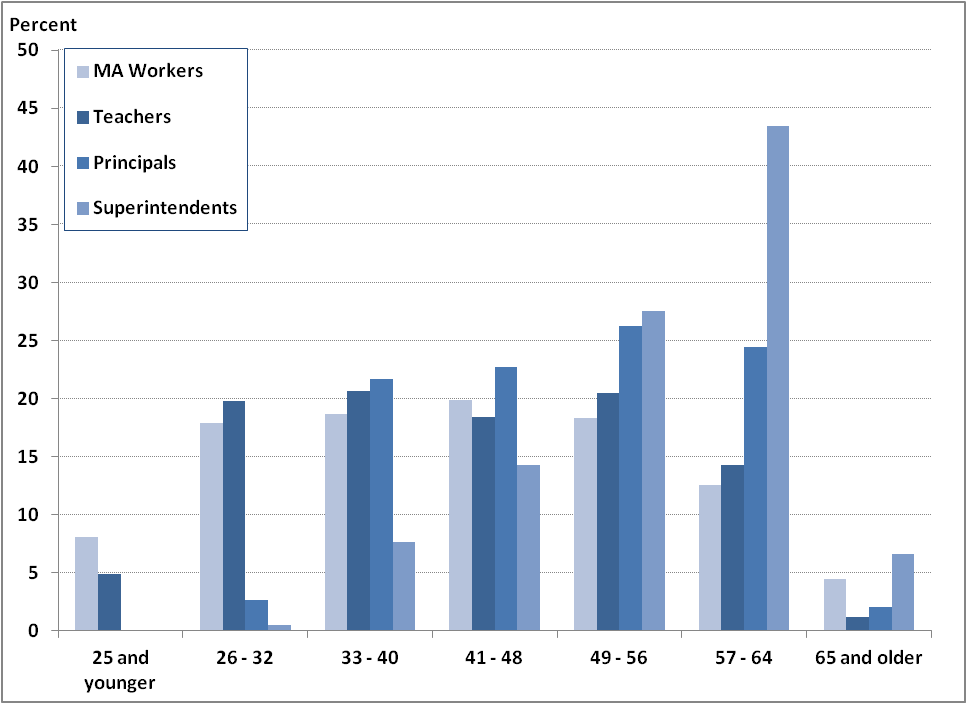 Percent
50
45
40
35
30
25
20
15
10
5
0
MA Workers
Teachers
Principals
Superintendents
25 and younger
26 - 32
33 - 40
41 - 48
49 - 56
57 - 64
65 and older